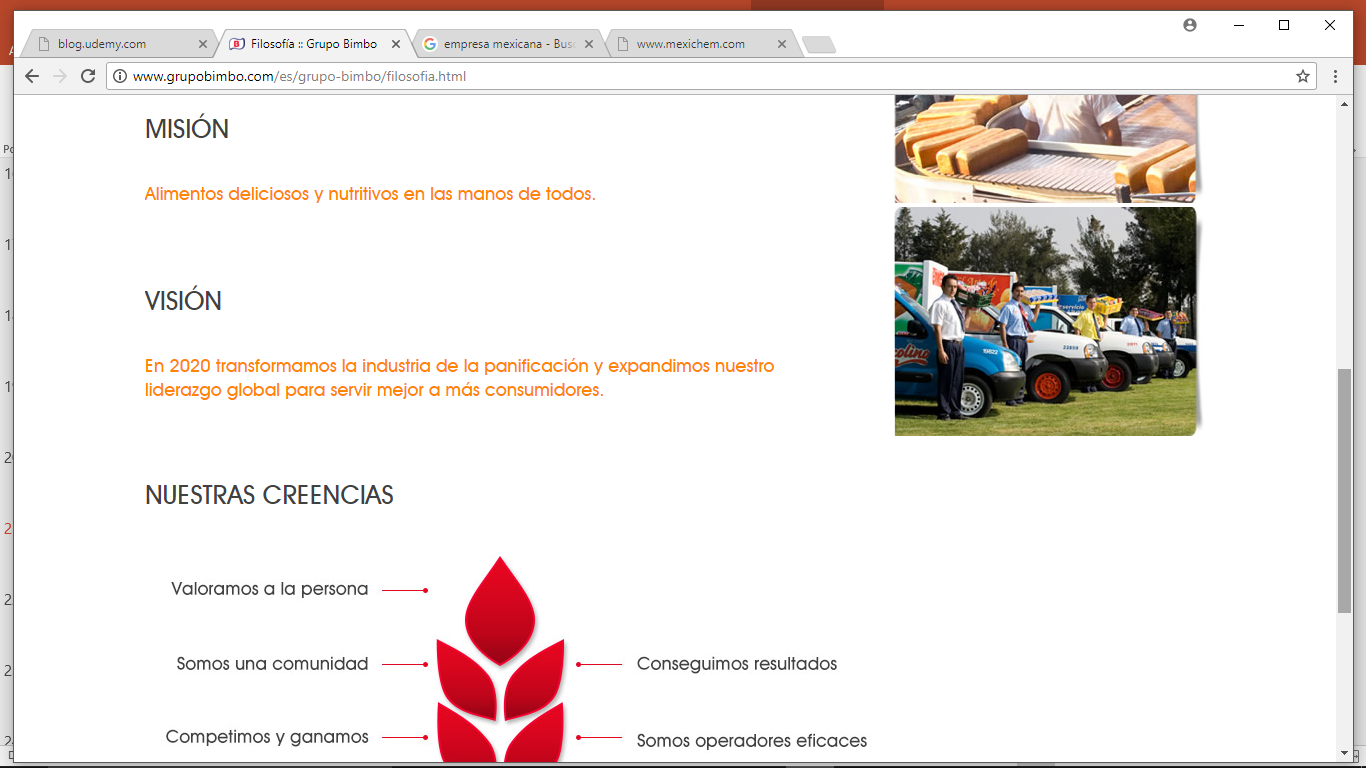 blog.udemy.com
Filosofía :: Grupo Bimbo
empresa mexicana - Bus
www.mexichem.com
www.grupobimbo.com/es/grupo-bimbo/filosofia.html
MISIÓN
Alimentos deliciosos y nutritivos en las manos de todos.
VISIÓN
En 2020 transformamos la industria de la panificación y expandimos nuestro
liderazgo global para servir mejor a más consumidores.
NUESTRAS CREENCIAS
Valoramos a la persona
Somos una comunidad
Conseguimos resultados
Competimos y ganamos
Somos operadores eficaces